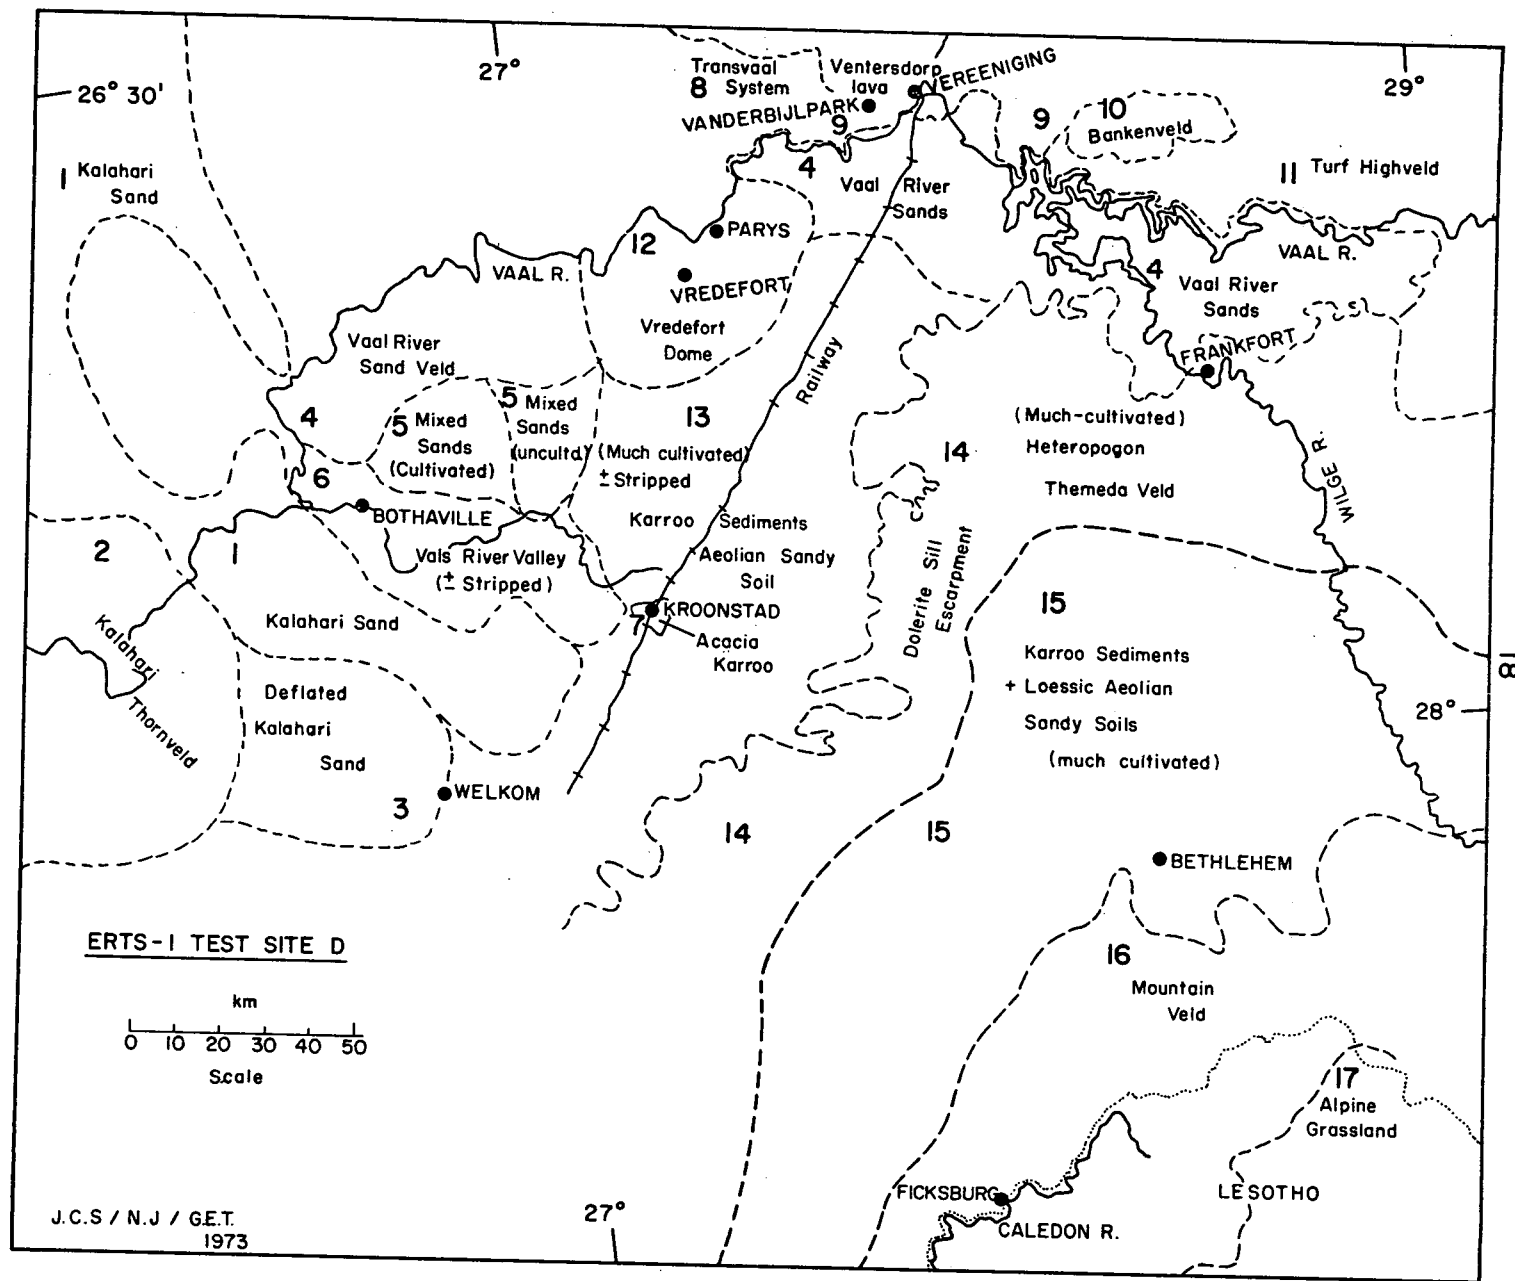 27°
29°
26° 30'
Transvaal
8 System
Ventersdorp
lava
VEREENIGING
VANDERBIJLPARK
9
9
10
Bankenveld
1 Kalahari
Sand
4
Vaal River
Sands
11 Turf Highveld
12
PARYS
VAAL R.
VREDEFORT
Vredefort
Dome
VAAL R.
4
Vaal River
Sands
FRANKFORT
Vaal River
Sand Veld
Railway
4
5 Mixed
Sands
(Cultivated)
5 Mixed
Sands
(uncultd)
13
(Much cultivated)
± Stripped
Karroo Sediments
Aeolian Sandy
Soil
14
(Much-cultivated)
Heteropogon
Themeda Veld
WILGE R.
6
BOTHAVILLE
2
1
Vals River Valley
(± Stripped)
Dolerite Sill
Escarpment
Kalahari Sand
7
KROONSTAD
Acacia
Karroo
15
Karroo Sediments
+ Loessic Aeolian
Sandy Soils
(much cultivated)
18
28°
Kalahari
Thornveld
Deflated
Kalahari
Sand
3
WELKOM
14
15
BETHLEHEM
ERTS-1 TEST SITE D
km
0 10 20 30 40 50
Scale
16
Mountain
Veld
17
Alpine
Grassland
FICKSBURG
LESOTHO
CALEDON R.
27°
J.C.S / N.J / G.E.T.
1973